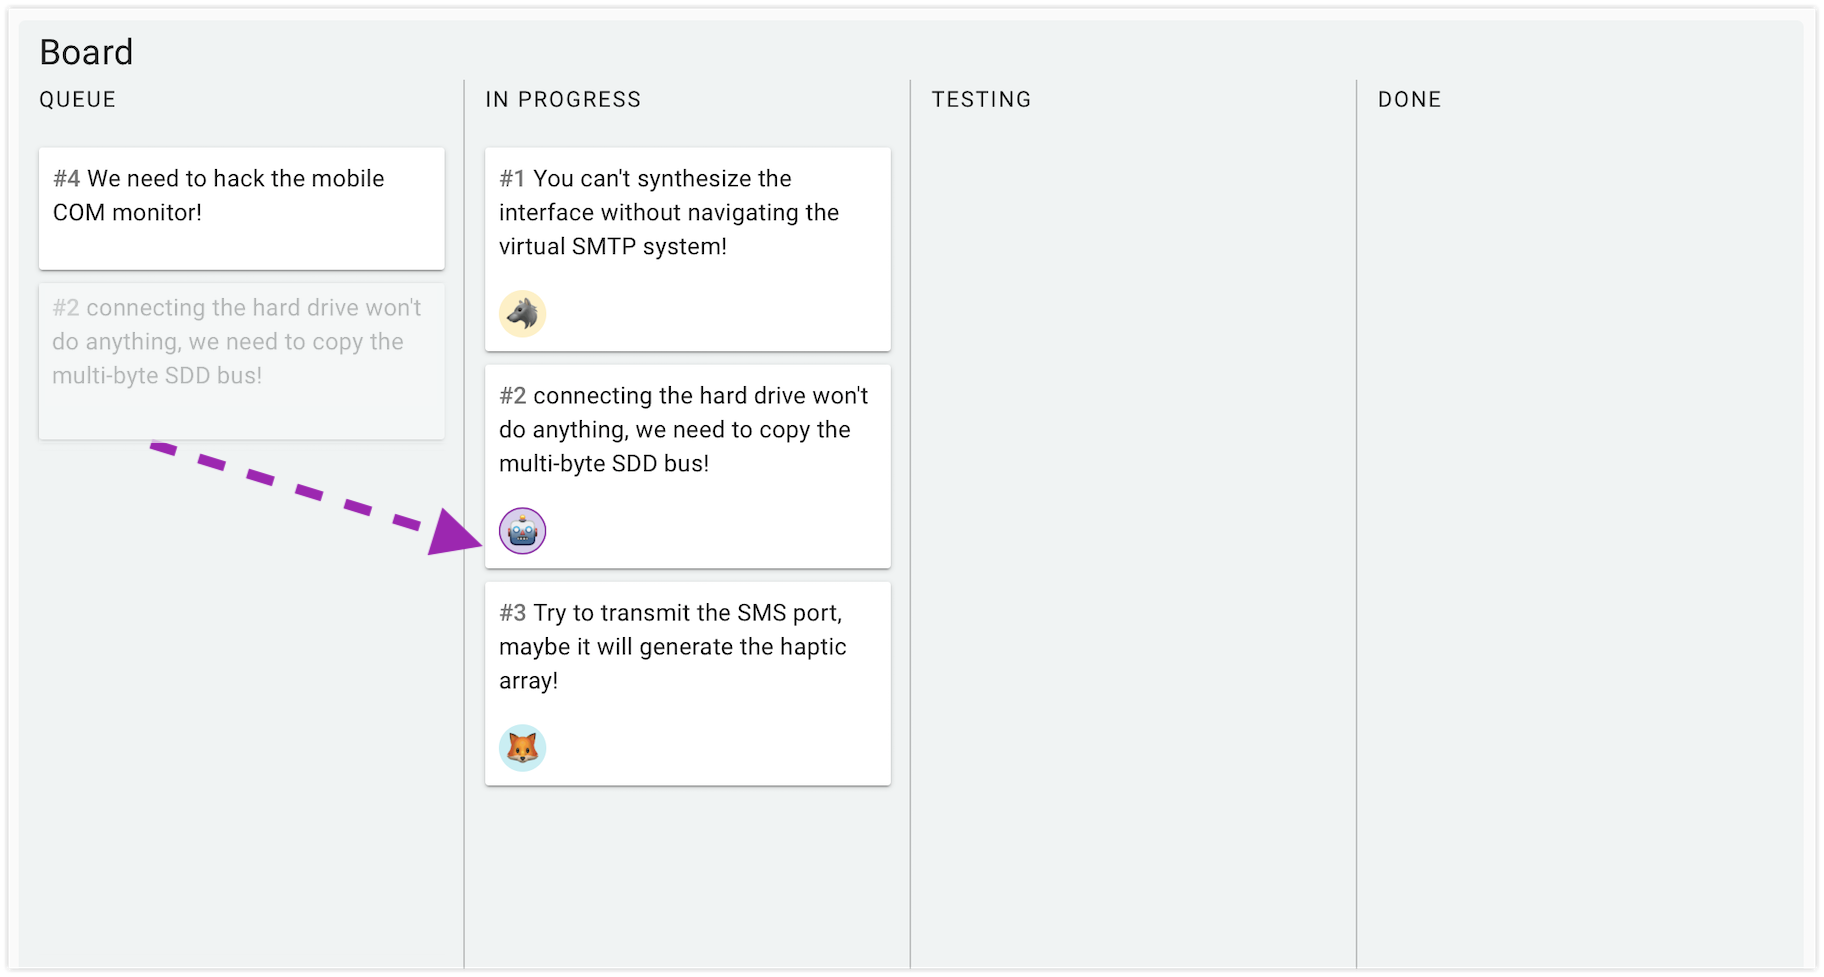 Board
QUEUE
#4 We need to hack the mobile
COM monitor!
#2 connecting the hard drive won't
do anything, we need to copy the
multi-byte SDD bus!
IN PROGRESS
#1 You can't synthesize the
interface without navigating the
virtual SMTP system!
#2 connecting the hard drive won't
do anything, we need to copy the
multi-byte SDD bus!
#3 Try to transmit the SMS port,
maybe it will generate the haptic
array!
TESTING
DONE